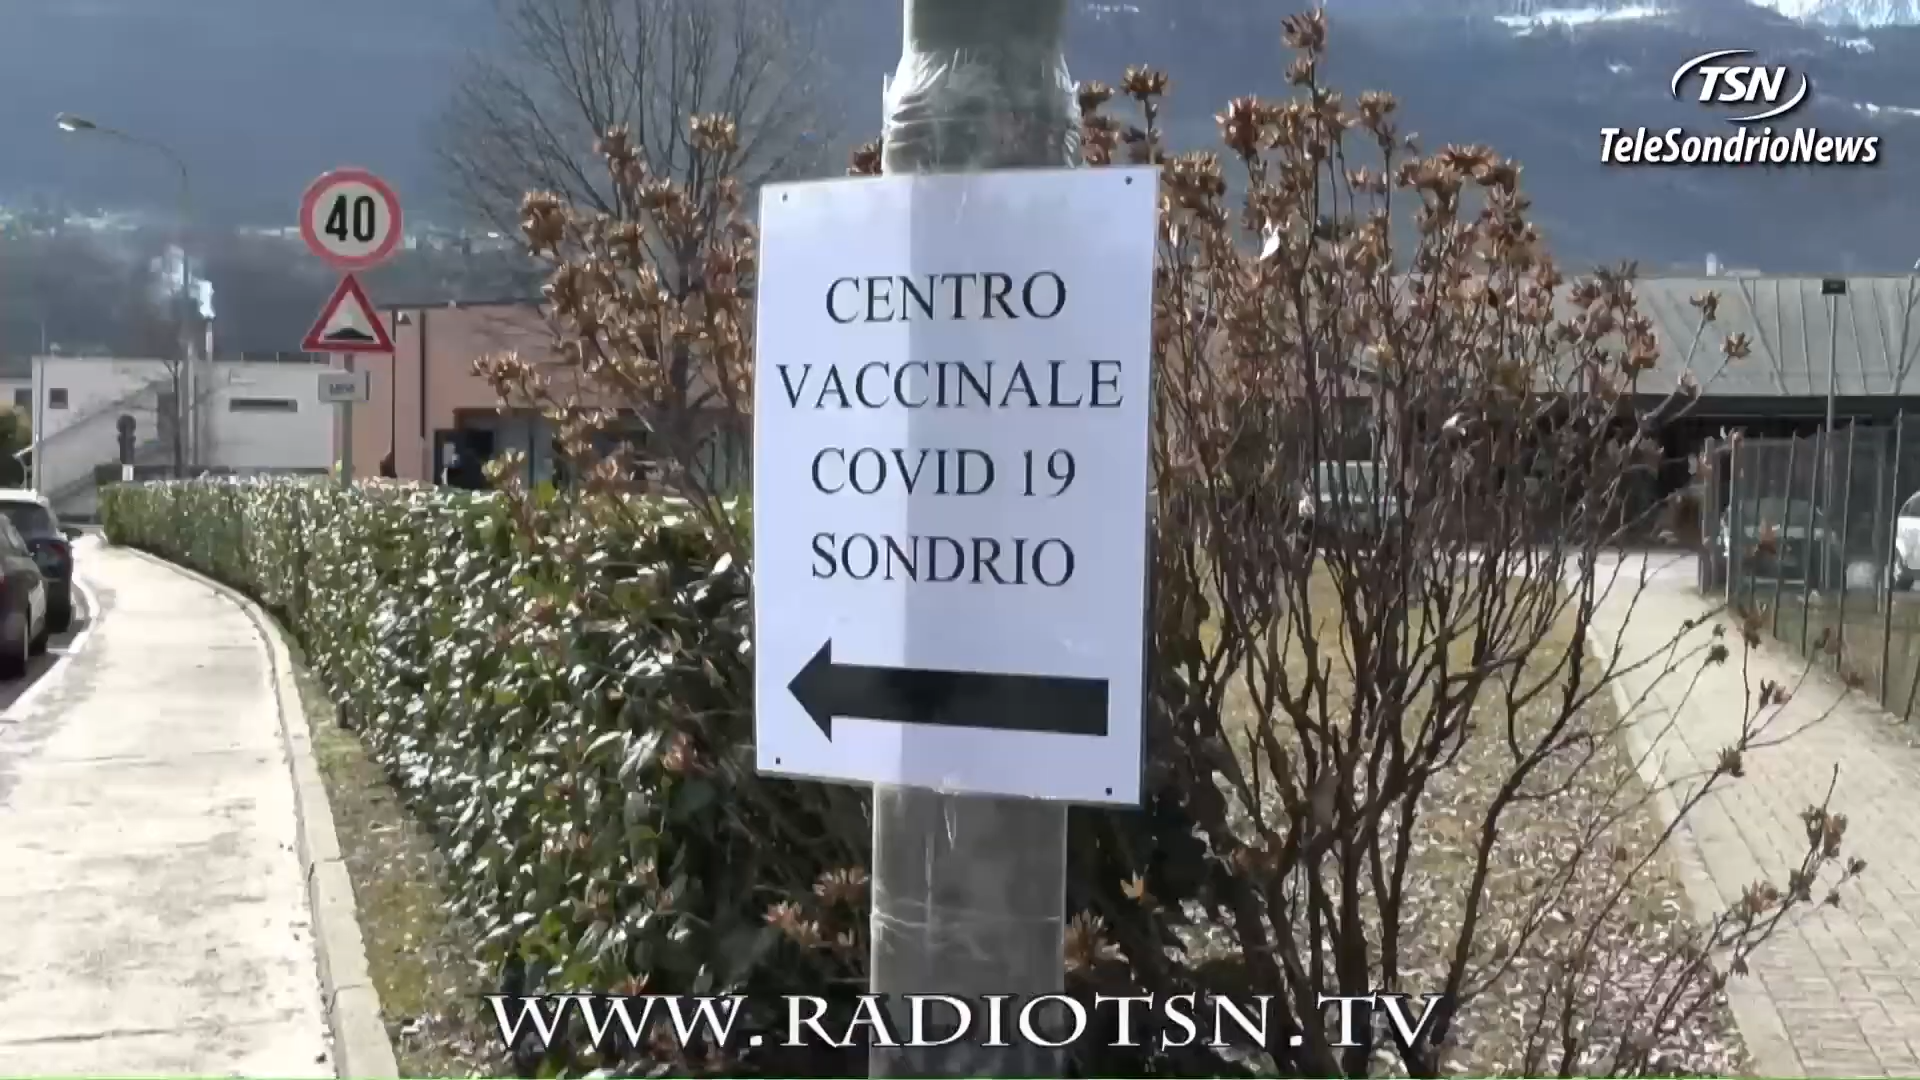 TSN
TeleSondrioNews
40
CENTRO
VACCINALE
COVID 19
SONDRIO
WWW.RADIOTSN.TV